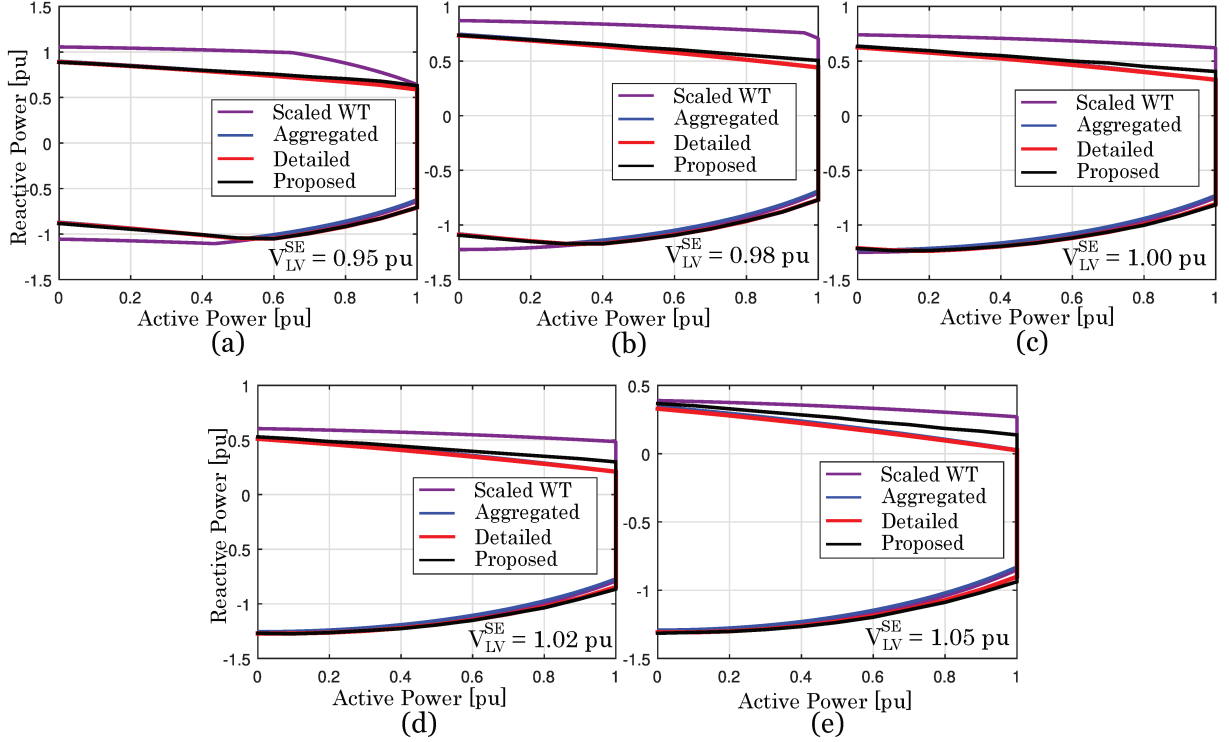 1.5
1
0.5
0
-0.5
-1
-1.5
Reactive Power [pu]
Scaled WT
Aggregated
Detailed
Proposed
V_LV^SE = 0.95 pu
0 0.2 0.4 0.6 0.8 1
Active Power [pu]
(a)
1
0.5
0
-0.5
-1
-1.5
Scaled WT
Aggregated
Detailed
Proposed
V_LV^SE = 0.98 pu
0 0.2 0.4 0.6 0.8 1
Active Power [pu]
(b)
1
0.5
0
-0.5
-1
-1.5
Scaled WT
Aggregated
Detailed
Proposed
V_LV^SE = 1.00 pu
0 0.2 0.4 0.6 0.8 1
Active Power [pu]
(c)
1
0.5
0
-0.5
-1
-1.5
Reactive Power [pu]
Scaled WT
Aggregated
Detailed
Proposed
V_LV^SE = 1.02 pu
0 0.2 0.4 0.6 0.8 1
Active Power [pu]
(d)
0.5
0
-0.5
-1
-1.5
Scaled WT
Aggregated
Detailed
Proposed
V_LV^SE = 1.05 pu
0 0.2 0.4 0.6 0.8 1
Active Power [pu]
(e)